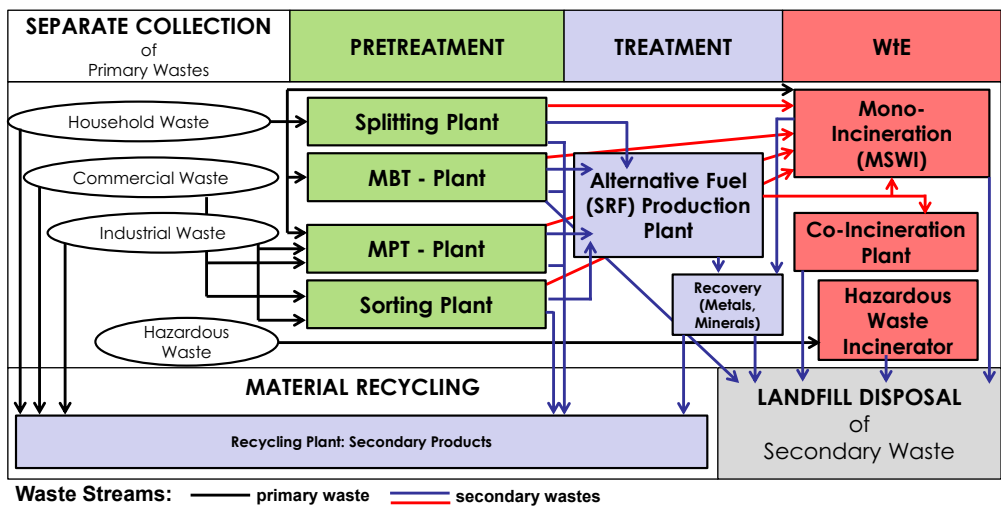 SEPARATE COLLECTION
of
Primary Wastes
PRETREATMENT
TREATMENT
WtE
Household Waste
Commercial Waste
Industrial Waste
Hazardous
Waste
Splitting Plant
MBT - Plant
MPT - Plant
Sorting Plant
Alternative Fuel
(SRF) Production
Plant
Recovery
(Metals,
Minerals)
Mono-
Incineration
(MSWI)
Co-Incineration
Plant
Hazardous
Waste
Incinerator
MATERIAL RECYCLING
Recycling Plant: Secondary Products
LANDFILL DISPOSAL
of
Secondary Waste
Waste Streams: primary waste secondary wastes